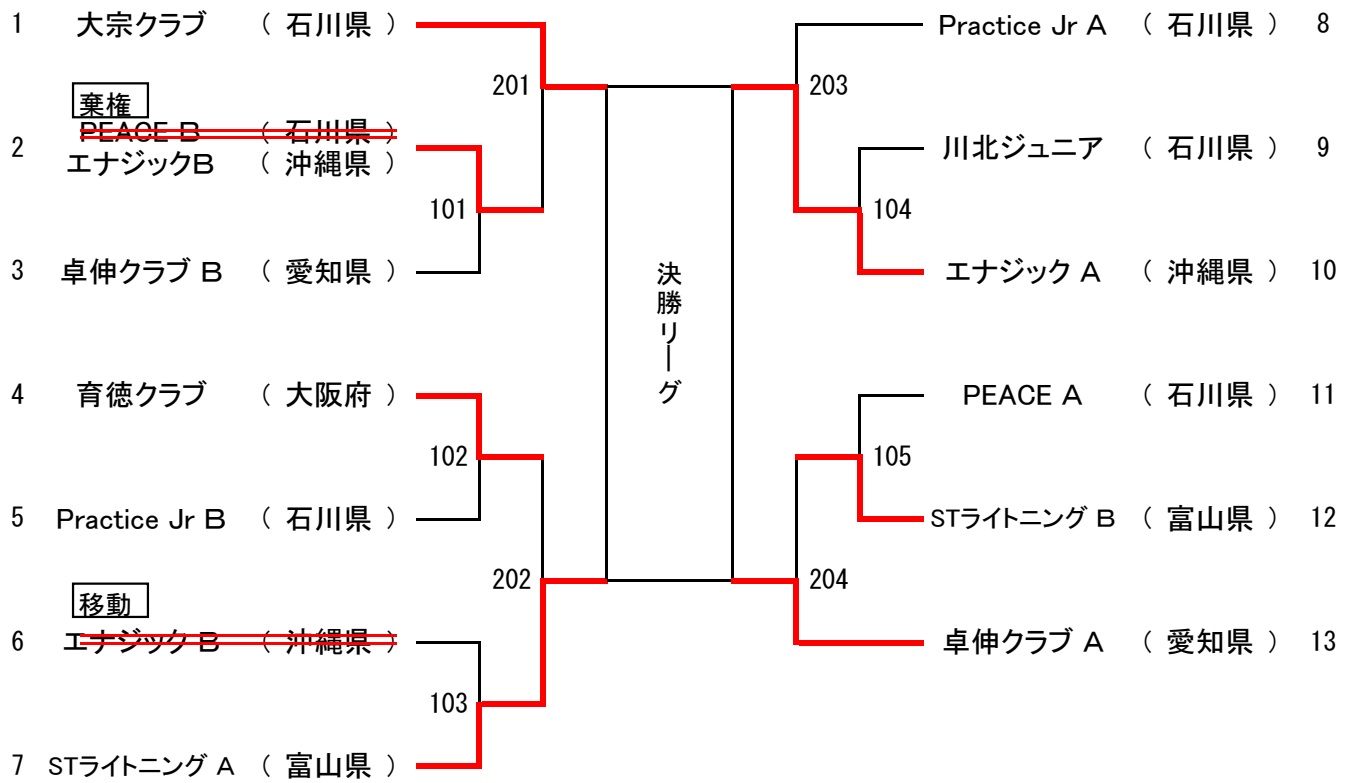 1 大宗クラブ （ 石川県 ）
棄権
2 PEACE B （ 石川県 ）
エナジックB （ 沖縄県 ）
3 卓伸クラブ B （ 愛知県 ）
4 育徳クラブ （ 大阪府 ）
5 Practice Jr B （ 石川県 ）
移動
6 エナジック B （ 沖縄県 ）
7 STライトニング A （ 富山県 ）
201
101
102
202
103
決勝リーグ
203
104
105
204
Practice Jr A （ 石川県 ） 8
川北ジュニア （ 石川県 ） 9
エナジック A （ 沖縄県 ） 10
PEACE A （ 石川県 ） 11
STライトニング B （ 富山県 ） 12
卓伸クラブ A （ 愛知県 ） 13